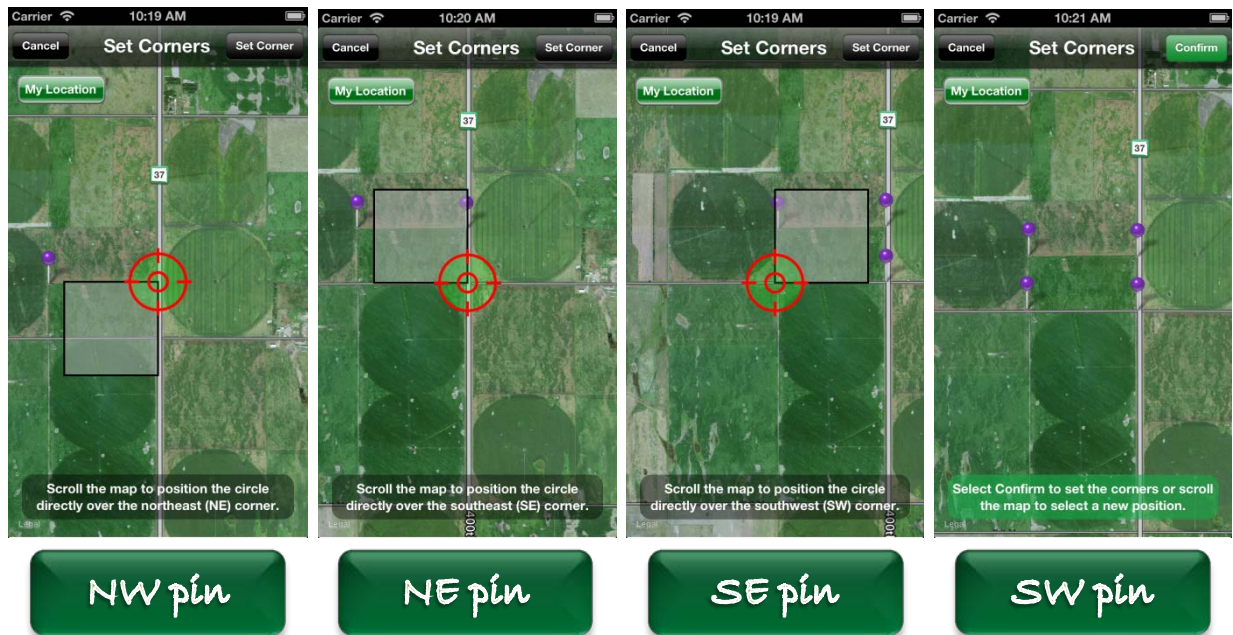 Carrier 10:19 AM
Cancel Set Corners Set Corner
My Location
37
Scroll the map to position the circle
directly over the northeast (NE) corner.
Legal
NW pin
Carrier 10:20 AM
Cancel Set Corners Set Corner
My Location
37
Scroll the map to position the circle
directly over the southeast (SE) corner.
Legal
400t
NE pin
Carrier 10:19 AM
Cancel Set Corners Set Corner
My Location
37
Scroll the map to position the circle
directly over the southwest (SW) corner.
Legal
400t
SE pin
Carrier 10:21 AM
Cancel Set Corners Confirm
My Location
37
Select Confirm to set the corners or scroll
the map to select a new position.
Legal
SW pin